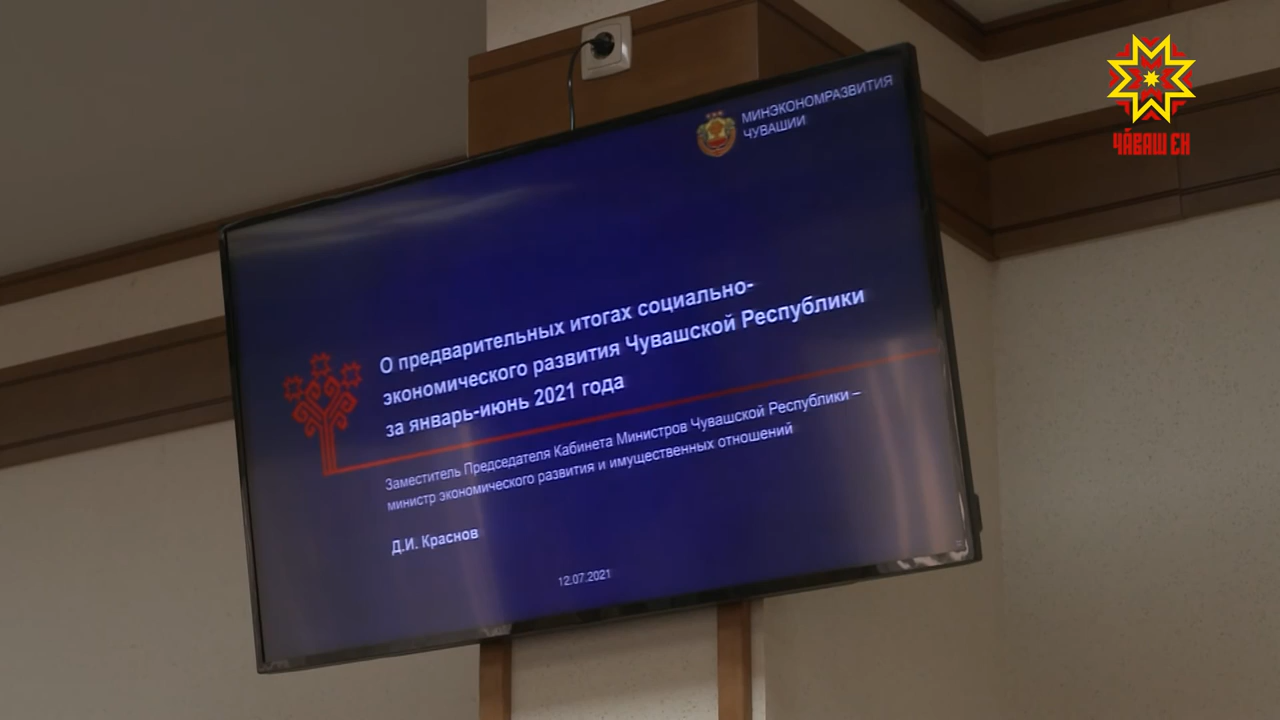 МИНЭКОНОМРАЗВИТИЯ
ЧУВАШИИ
ЧӐВАШ ЕН
О предварительных итогах социально-
экономического развития Чувашской Республики
за январь-июнь 2021 года
Заместитель Председателя Кабинета Министров Чувашской Республики –
министр экономического развития и имущественных отношений
Д.И. Краснов
12.07.2021